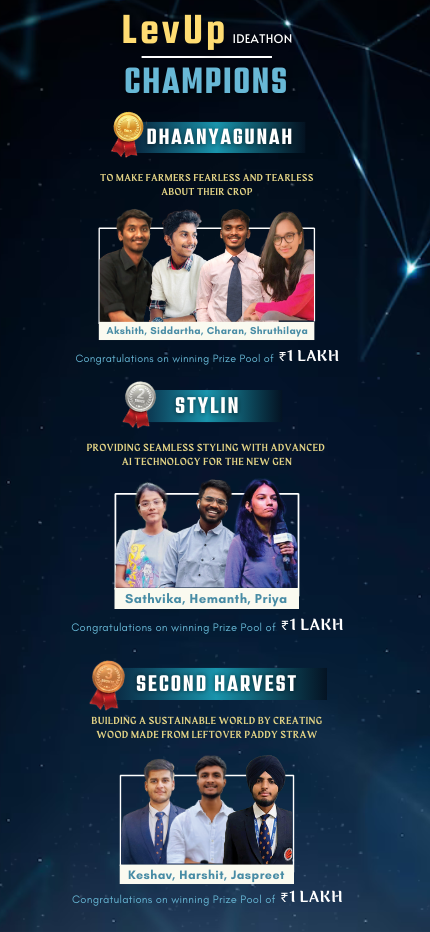 LevUp IDEATHON
CHAMPIONS
1
DHAANYAGUNAH
TO MAKE FARMERS FEARLESS AND TEARLESS
ABOUT THEIR CROP
Akshith, Siddartha, Charan, Shruthilaya
Congratulations on winning Prize Pool of ₹1 LAKH
2
STYLIN
PROVIDING SEAMLESS STYLING WITH ADVANCED
AI TECHNOLOGY FOR THE NEW GEN
Sathvika, Hemanth, Priya
Congratulations on winning Prize Pool of ₹1 LAKH
3
SECOND HARVEST
BUILDING A SUSTAINABLE WORLD BY CREATING
WOOD MADE FROM LEFTOVER PADDY STRAW
Keshav, Harshit, Jaspreet
Congratulations on winning Prize Pool of ₹1 LAKH